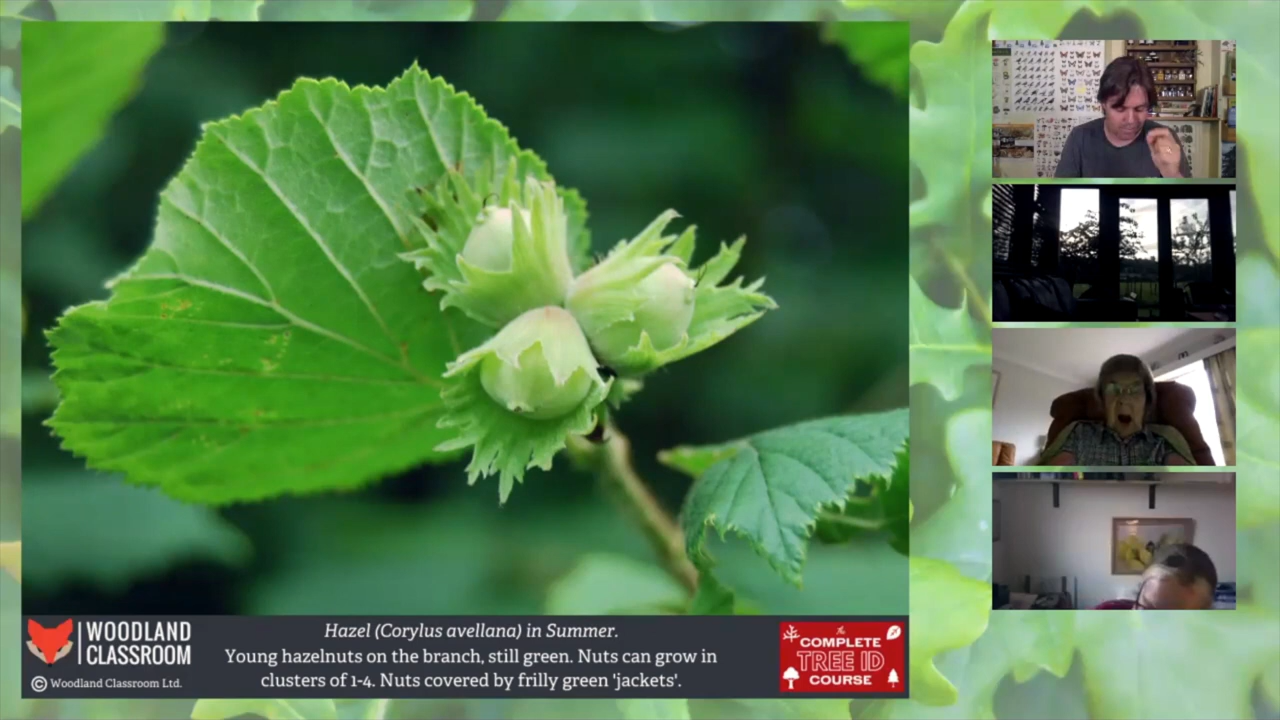 WOODLAND
CLASSROOM
© Woodland Classroom Ltd.
Hazel (Corylus avellana) in Summer.
Young hazelnuts on the branch, still green. Nuts can grow in
clusters of 1-4. Nuts covered by frilly green 'jackets'.
The
COMPLETE
TREE ID
COURSE